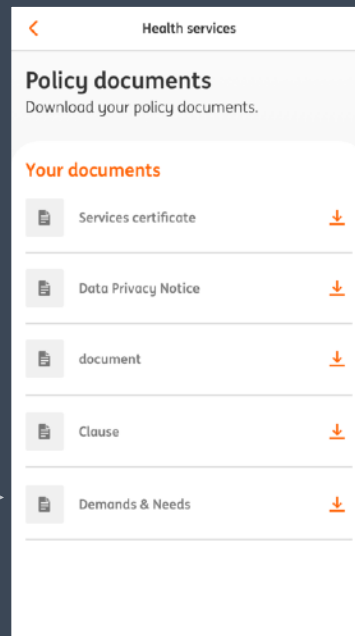 Health services
Policy documents
Download your policy documents.
Your documents
Services certificate
Data Privacy Notice
document
Clause
Demands & Needs